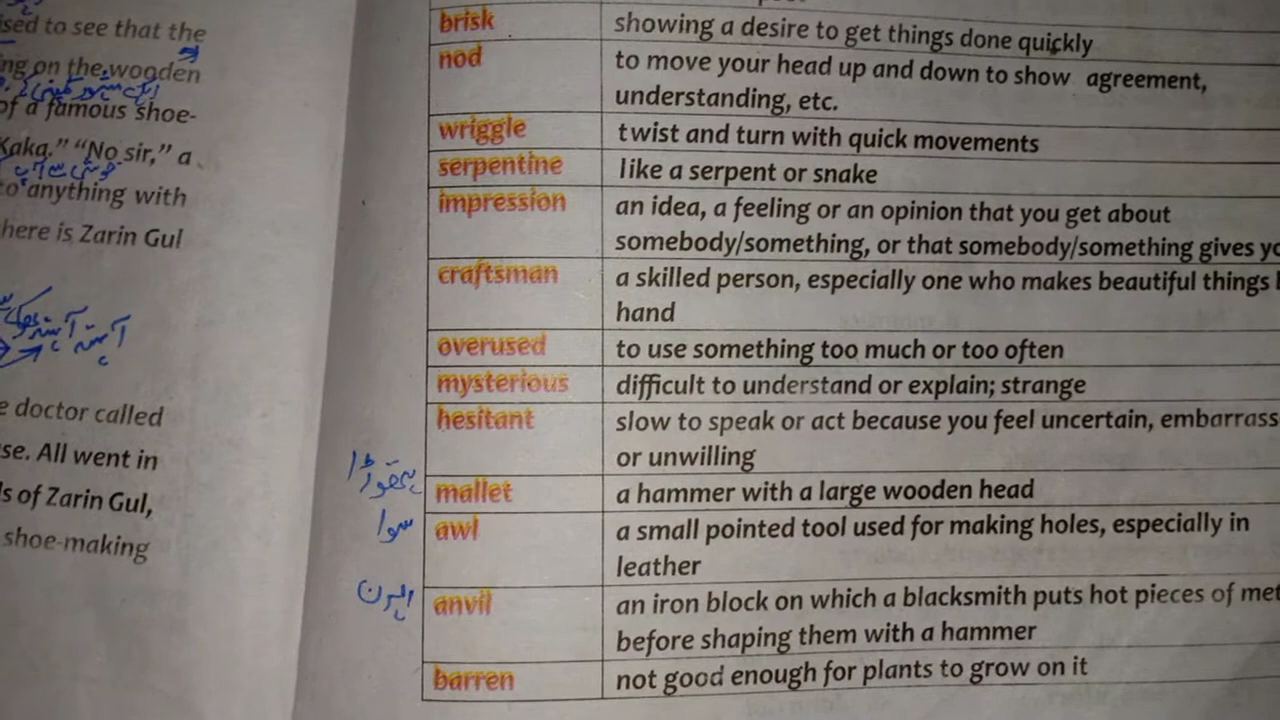 sed to see that the
ng on the wooden
of a famous shoe-
Kaka." "No sir," a
to anything with
here is Zarin Gul
آہستہ آہستہ
e doctor called
se. All went in
ls of Zarin Gul,
shoe-making
brisk showing a desire to get things done quickly
nod to move your head up and down to show agreement,
understanding, etc.
wriggle twist and turn with quick movements
serpentine like a serpent or snake
impression an idea, a feeling or an opinion that you get about
somebody/something, or that somebody/something gives yo
craftsman a skilled person, especially one who makes beautiful things
hand
overused to use something too much or too often
mysterious difficult to understand or explain; strange
hesitant slow to speak or act because you feel uncertain, embarrass
or unwilling
ہتھوڑا mallet a hammer with a large wooden head
سوا awl a small pointed tool used for making holes, especially in
leather
اہرن anvil an iron block on which a blacksmith puts hot pieces of met
before shaping them with a hammer
barren not good enough for plants to grow on it